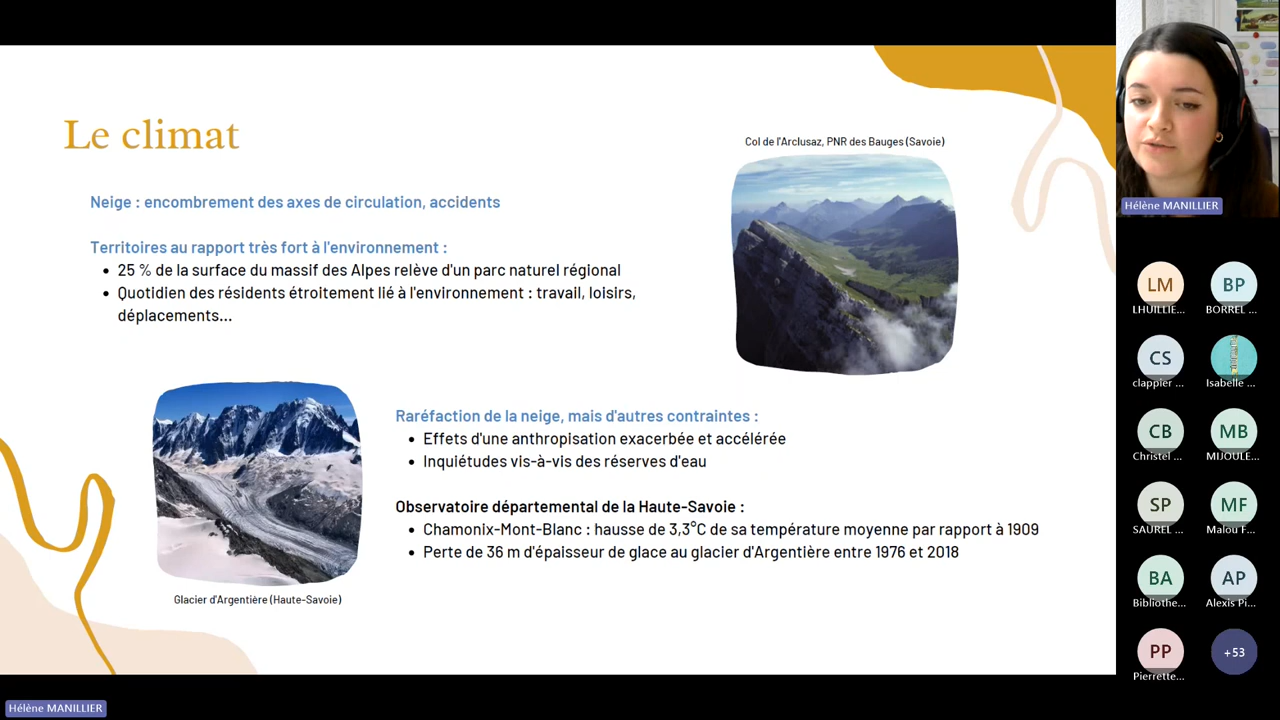 Le climat
Col de l'Arclusaz, PNR des Bauges (Savoie)
Neige : encombrement des axes de circulation, accidents
Territoires au rapport très fort à l'environnement :
• 25 % de la surface du massif des Alpes relève d'un parc naturel régional
• Quotidien des résidents étroitement lié à l'environnement : travail, loisirs,
déplacements...
Raréfaction de la neige, mais d'autres contraintes :
• Effets d'une anthropisation exacerbée et accélérée
• Inquiétudes vis-à-vis des réserves d'eau
Observatoire départemental de la Haute-Savoie :
• Chamonix-Mont-Blanc : hausse de 3,3°C de sa température moyenne par rapport à 1909
• Perte de 36 m d'épaisseur de glace au glacier d'Argentière entre 1976 et 2018
Glacier d'Argentière (Haute-Savoie)
Hélène MANILLIER
LM
LHUILLIE...
BP
BORREL ...
CS
clappier ...
Isabelle ...
CB
Christel ...
MB
MIJOULE...
SP
SAUREL ...
MF
Malou F...
BA
Bibliothe...
AP
Alexis Pi...
PP
Pierrette...
+53
Hélène MANILLIER